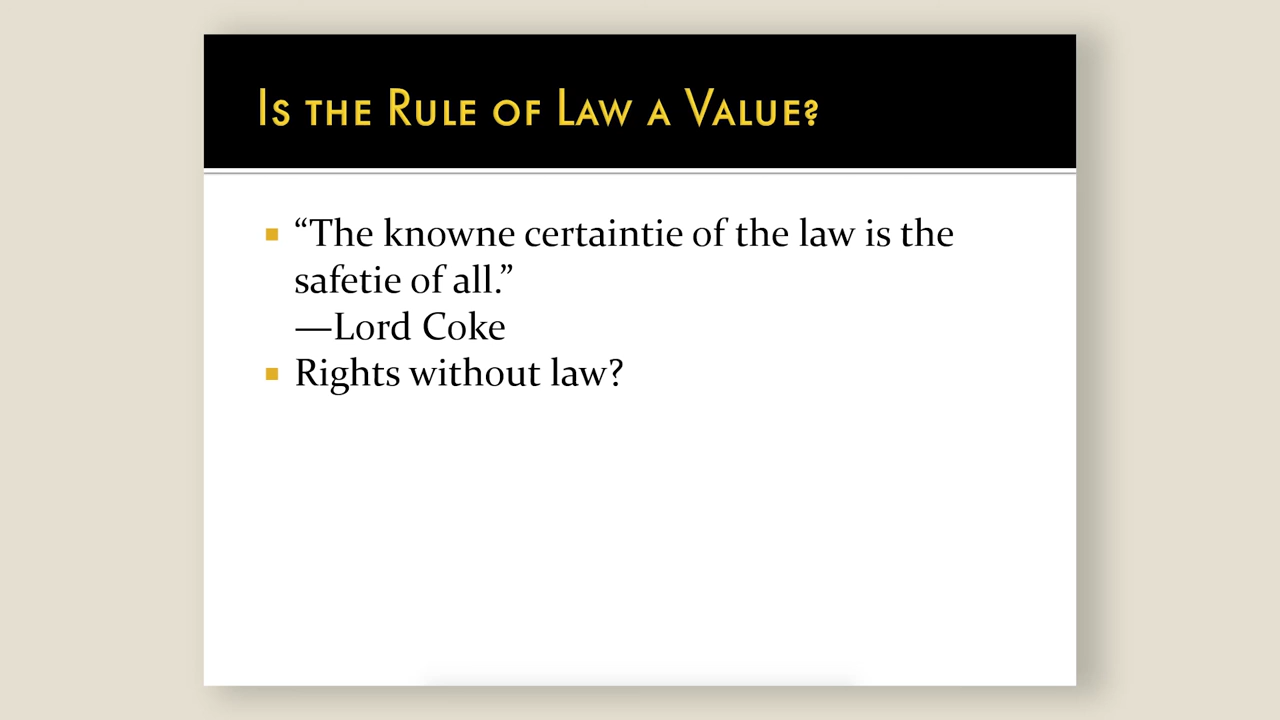 Is the Rule of Law a Value?
“The knowne certaintie of the law is the
safetie of all.”
—Lord Coke
Rights without law?